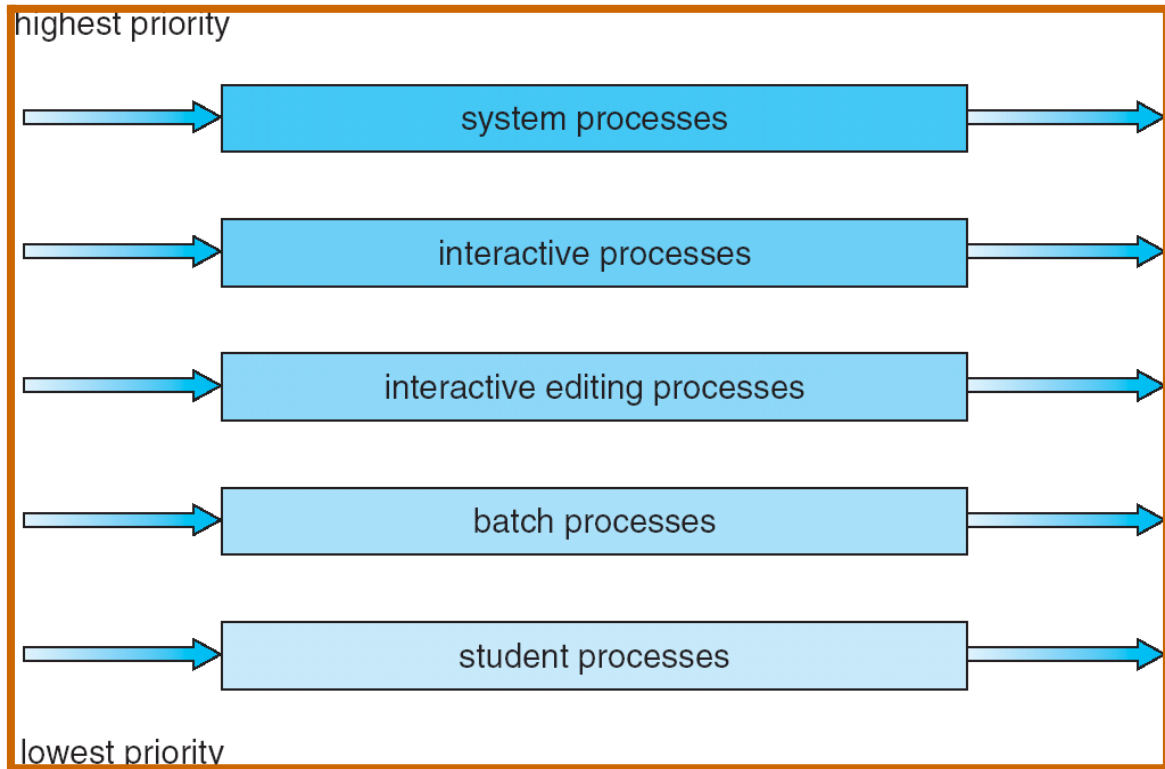 highest priority
system processes
interactive processes
interactive editing processes
batch processes
student processes
lowest priority